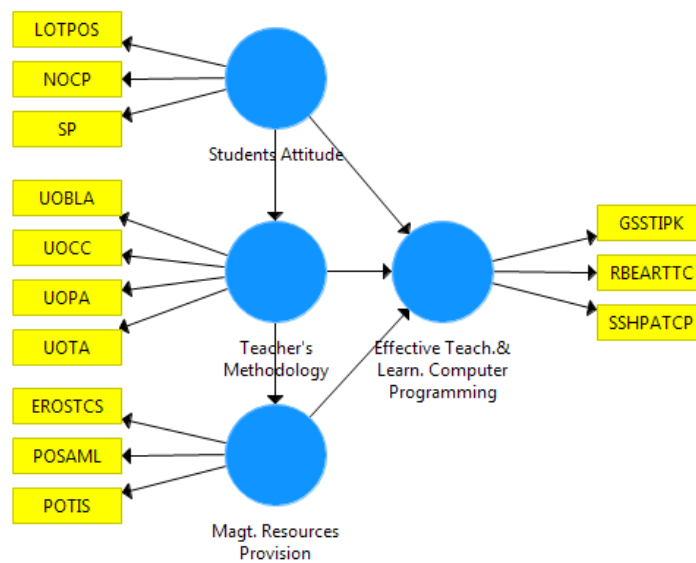 LOTPOS
NOCP
SP
Students Attitude
UOBLA
UOCC
UOPA
UOTA
Teacher's
Methodology
Effective Teach.&
Learn. Computer
Programming
GSSTIPK
RBEARTTC
SSHPATCP
EROSTCS
POSAML
POTIS
Magt. Resources
Provision